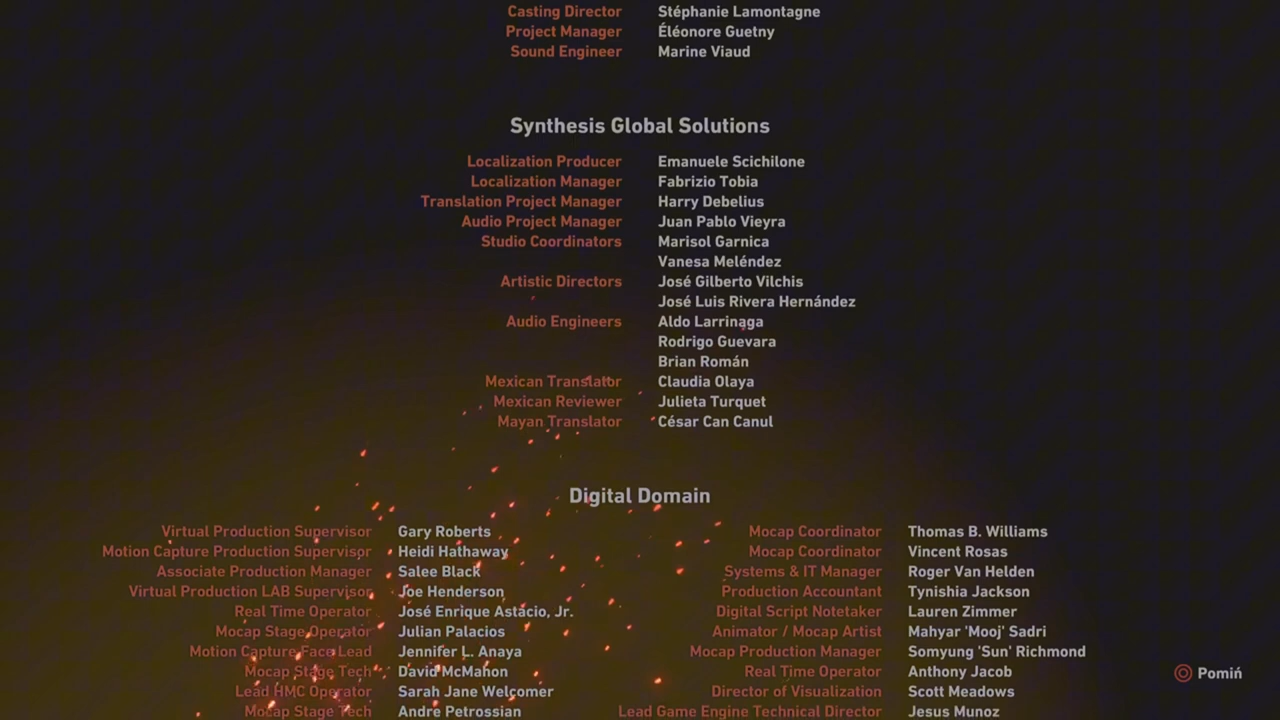 Casting Director Stéphanie Lamontagne
Project Manager Éléonore Guetny
Sound Engineer Marine Viaud
Synthesis Global Solutions
Localization Producer Emanuele Scichilone
Localization Manager Fabrizio Tobia
Translation Project Manager Harry Debelius
Audio Project Manager Juan Pablo Vieyra
Studio Coordinators Marisol Garnica
Vanesa Meléndez
Artistic Directors José Gilberto Vilchis
José Luis Rivera Hernández
Audio Engineers Aldo Larrinaga
Rodrigo Guevara
Brian Román
Mexican Translator Claudia Olaya
Mexican Reviewer Julieta Turquet
Mayan Translator César Can Canul
Digital Domain
Virtual Production Supervisor Gary Roberts
Motion Capture Production Supervisor Heidi Hathaway
Associate Production Manager Salee Black
Virtual Production LAB Supervisor Joe Henderson
Real Time Operator José Enrique Astacio, Jr.
Mocap Stage Operator Julian Palacios
Motion Capture Face Lead Jennifer L. Anaya
Mocap Stage Tech David McMahon
Lead HMC Operator Sarah Jane Welcomer
Mocap Stage Tech Andre Petrossian
Mocap Coordinator Thomas B. Williams
Mocap Coordinator Vincent Rosas
Systems & IT Manager Roger Van Helden
Production Accountant Tynishia Jackson
Digital Script Notetaker Lauren Zimmer
Animator / Mocap Artist Mahyar 'Mooj' Sadri
Mocap Production Manager Somyung 'Sun' Richmond
Real Time Operator Anthony Jacob
Director of Visualization Scott Meadows
Lead Game Engine Technical Director Jesus Munoz
Pomiń